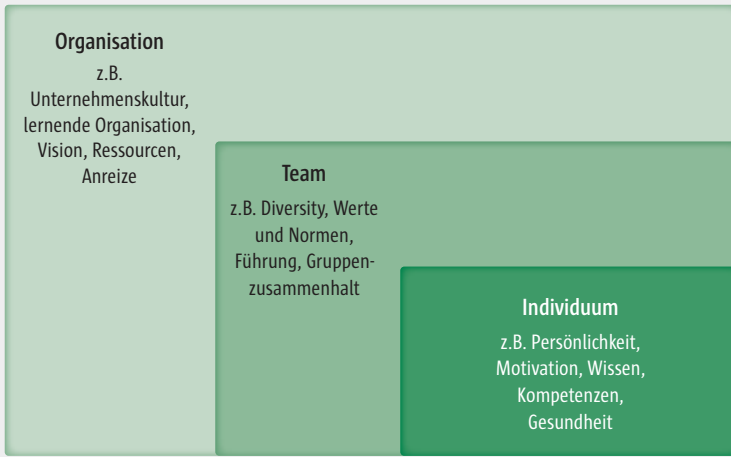 Organisation
z.B.
Unternehmenskultur,
lernende Organisation,
Vision, Ressourcen,
Anreize
Team
z.B. Diversity, Werte
und Normen,
Führung, Gruppen-
zusammenhalt
Individuum
z.B. Persönlichkeit,
Motivation, Wissen,
Kompetenzen,
Gesundheit